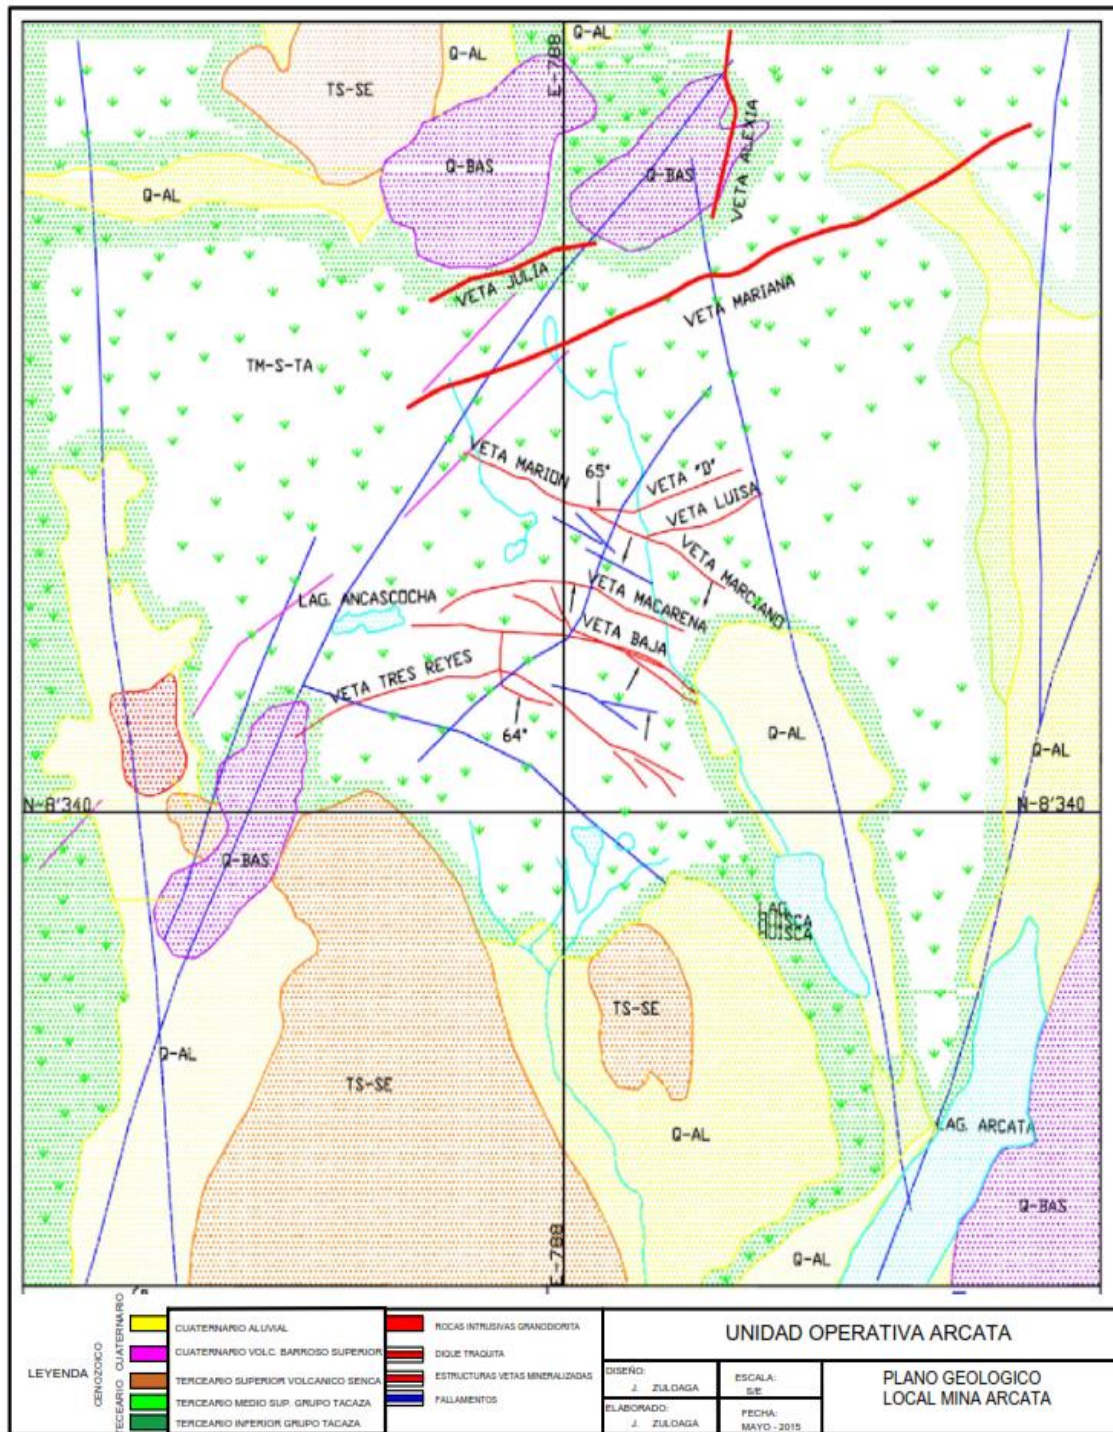 Q-AL
Q-AL
E-788
TS-SE
Q-BAS
Q-BAS
VETA ALEXIA
Q-AL
VETA JULIA
VETA MARIANA
TM-S-TA
VETA MARION
65°
VETA "D"
VETA LUISA
VETA MARCIANO
LAG. ANCASCOCHA
VETA MACARENA
VETA BAJA
VETA TRES REYES
64°
Q-AL
Q-AL
N-8'340
N-8'340
Q-BAS
LAG.
HUISCA
HUISCA
TS-SE
Q-AL
TS-SE
Q-AL
LAG. ARCATA
Q-BAS
E-788
Q-AL
LEYENDA
CENOZOICO
CUATERNARIO
TECEARIO
CUATERNARIO ALUVIAL
CUATERNARIO VOLC. BARROSO SUPERIOR
TERCEARIO SUPERIOR VOLCANICO SENCA
TERCEARIO MEDIO SUP. GRUPO TACAZA
TERCEARIO INFERIOR GRUPO TACAZA
ROCAS INTRUSIVAS GRANODIORITA
DIQUE TRAQUITA
ESTRUCTURAS VETAS MINERALIZADAS
FALLAMENTOS
UNIDAD OPERATIVA ARCATA
DISEÑO:
J. ZULOAGA
ESCALA:
S/E
ELABORADO:
J. ZULOAGA
FECHA:
MAYO - 2015
PLANO GEOLOGICO
LOCAL MINA ARCATA